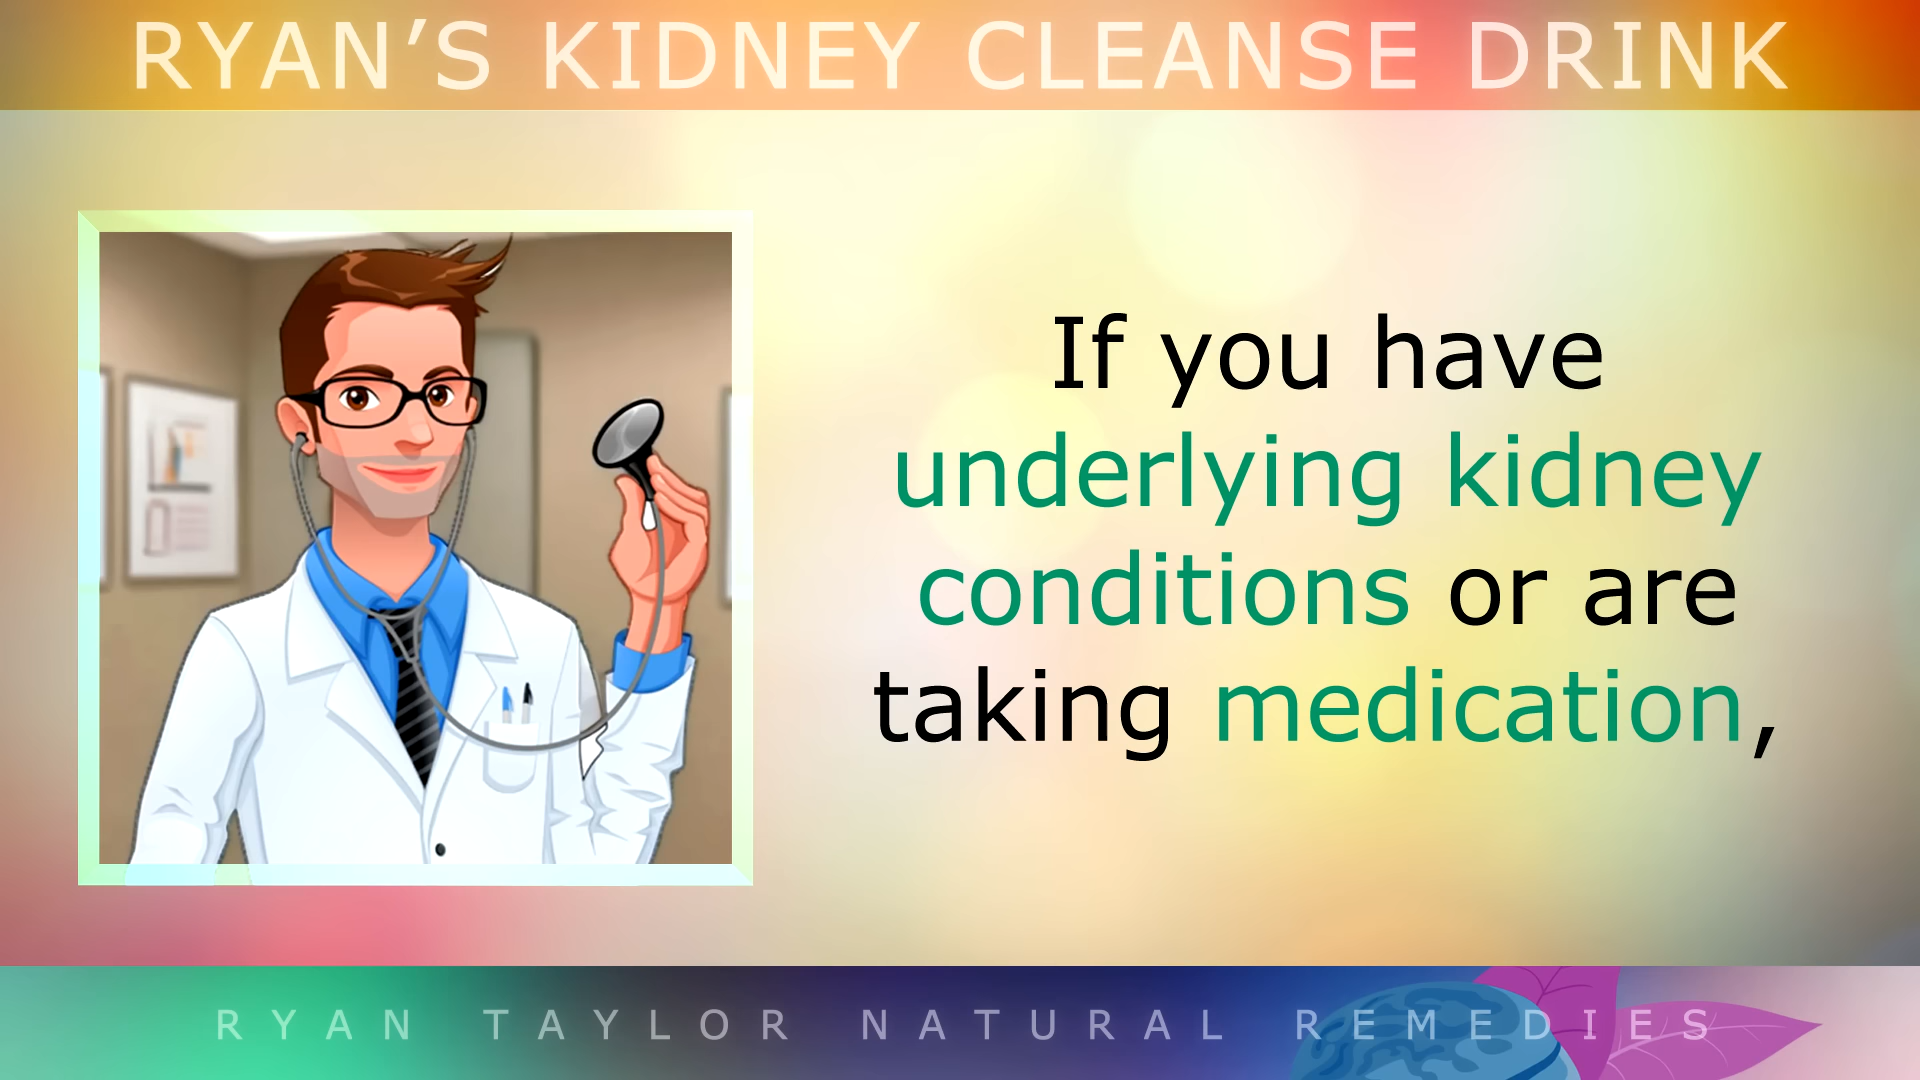 RYAN’S KIDNEY CLEANSE DRINK
If you have
underlying kidney
conditions or are
taking medication,
RYAN TAYLOR NATURAL REMEDIES